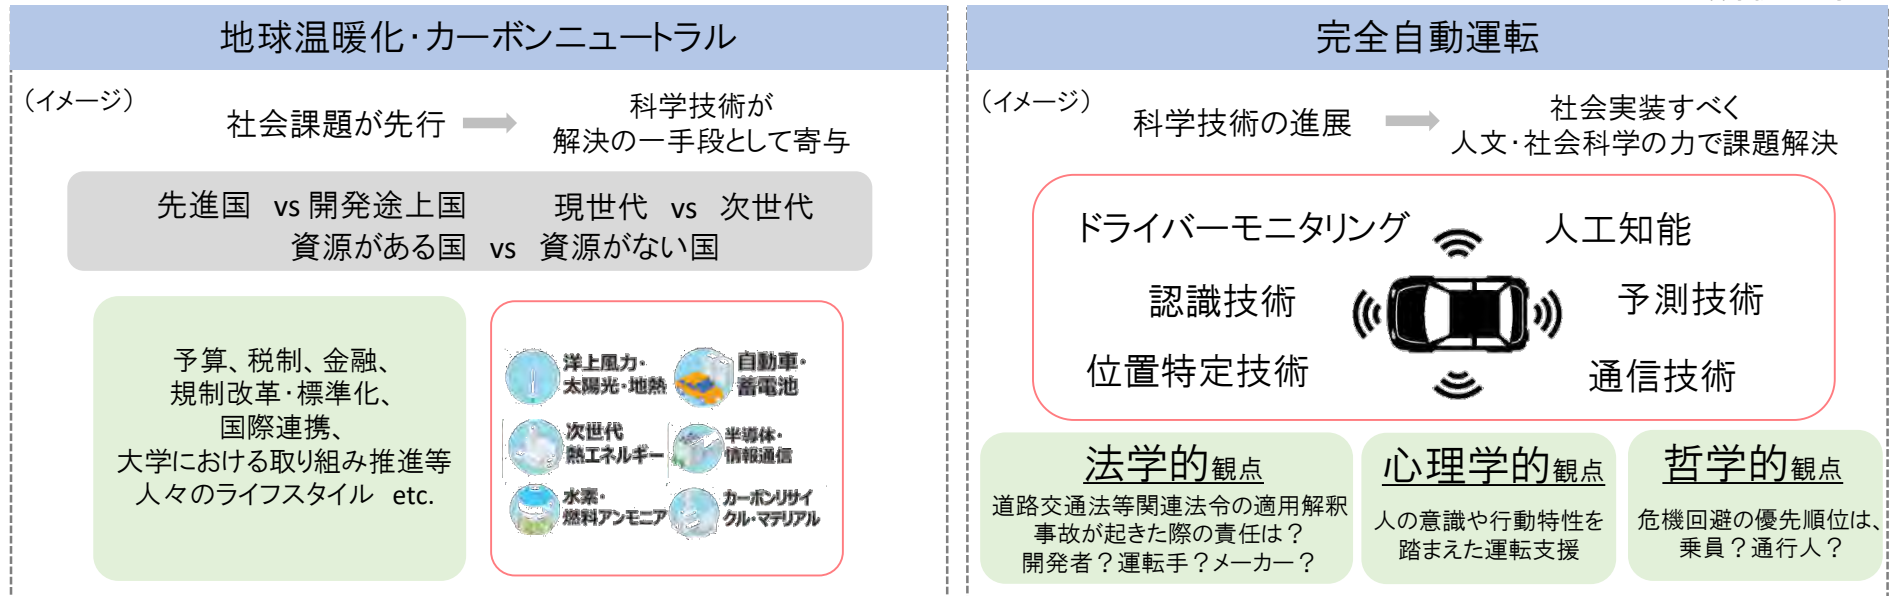 地球温暖化・カーボンニュートラル
（イメージ）
社会課題が先行
科学技術が
解決の一手段として寄与
先進国 vs 開発途上国 現世代 vs 次世代
資源がある国 vs 資源がない国
予算、税制、金融、
規制改革・標準化、
国際連携、
大学における取り組み推進等
人々のライフスタイル etc.
洋上風力・
太陽光・地熱
自動車・
蓄電池
次世代
熱エネルギー
半導体・
情報通信
水素・
燃料アンモニア
カーボンリサイ
クル・マテリアル
完全自動運転
（イメージ）
科学技術の進展
社会実装すべく
人文・社会科学の力で課題解決
ドライバーモニタリング
人工知能
認識技術
予測技術
位置特定技術
通信技術
法学的観点
道路交通法等関連法令の適用解釈
事故が起きた際の責任は？
開発者？運転手？メーカー？
心理学的観点
人の意識や行動特性を
踏まえた運転支援
哲学的観点
危機回避の優先順位は、
乗員？通行人？